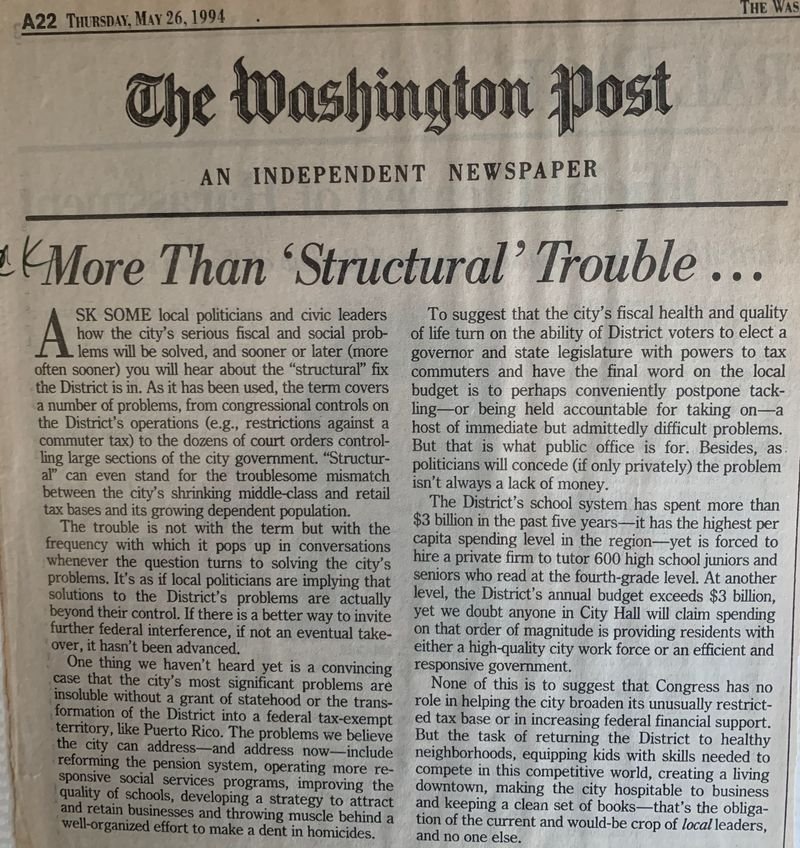 A22 THURSDAY, MAY 26, 1994
THE WAS
The Washington Post
AN INDEPENDENT NEWSPAPER
More Than ‘Structural’ Trouble . . .
ASK SOME local politicians and civic leaders
how the city’s serious fiscal and social prob-
lems will be solved, and sooner or later (more
often sooner) you will hear about the “structural” fix
the District is in. As it has been used, the term covers
a number of problems, from congressional controls on
the District’s operations (e.g., restrictions against a
commuter tax) to the dozens of court orders control-
ling large sections of the city government. “Structur-
al” can even stand for the troublesome mismatch
between the city’s shrinking middle-class and retail
tax bases and its growing dependent population.
The trouble is not with the term but with the
frequency with which it pops up in conversations
whenever the question turns to solving the city’s
problems. It’s as if local politicians are implying that
solutions to the District’s problems are actually
beyond their control. If there is a better way to invite
further federal interference, if not an eventual take-
over, it hasn’t been advanced.
One thing we haven’t heard yet is a convincing
case that the city’s most significant problems are
insoluble without a grant of statehood or the trans-
formation of the District into a federal tax-exempt
territory, like Puerto Rico. The problems we believe
the city can address—and address now—include
reforming the pension system, operating more re-
sponsive social services programs, improving the
quality of schools, developing a strategy to attract
and retain businesses and throwing muscle behind a
well-organized effort to make a dent in homicides.
To suggest that the city’s fiscal health and quality
of life turn on the ability of District voters to elect a
governor and state legislature with powers to tax
commuters and have the final word on the local
budget is to perhaps conveniently postpone tack-
ling—or being held accountable for taking on—a
host of immediate but admittedly difficult problems.
But that is what public office is for. Besides, as
politicians will concede (if only privately) the problem
isn’t always a lack of money.
The District’s school system has spent more than
$3 billion in the past five years—it has the highest per
capita spending level in the region—yet is forced to
hire a private firm to tutor 600 high school juniors and
seniors who read at the fourth-grade level. At another
level, the District’s annual budget exceeds $3 billion,
yet we doubt anyone in City Hall will claim spending
on that order of magnitude is providing residents with
either a high-quality city work force or an efficient and
responsive government.
None of this is to suggest that Congress has no
role in helping the city broaden its unusually restrict-
ed tax base or in increasing federal financial support.
But the task of returning the District to healthy
neighborhoods, equipping kids with skills needed to
compete in this competitive world, creating a living
downtown, making the city hospitable to business
and keeping a clean set of books—that’s the obliga-
tion of the current and would-be crop of local leaders,
and no one else.